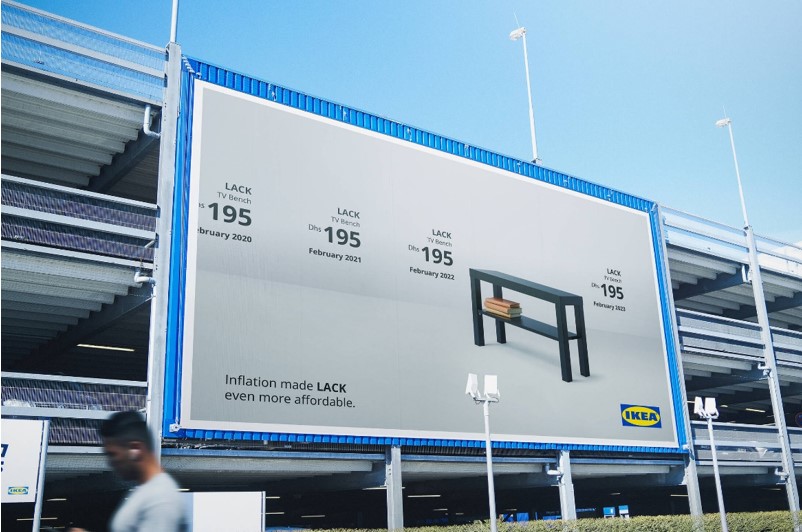 LACK
TV Bench
195
February 2020
LACK
TV Bench
Dhs 195
February 2021
LACK
TV Bench
Dhs 195
February 2022
LACK
TV Bench
Dhs 195
February 2023
Inflation made LACK
even more affordable.
IKEA
IKEA